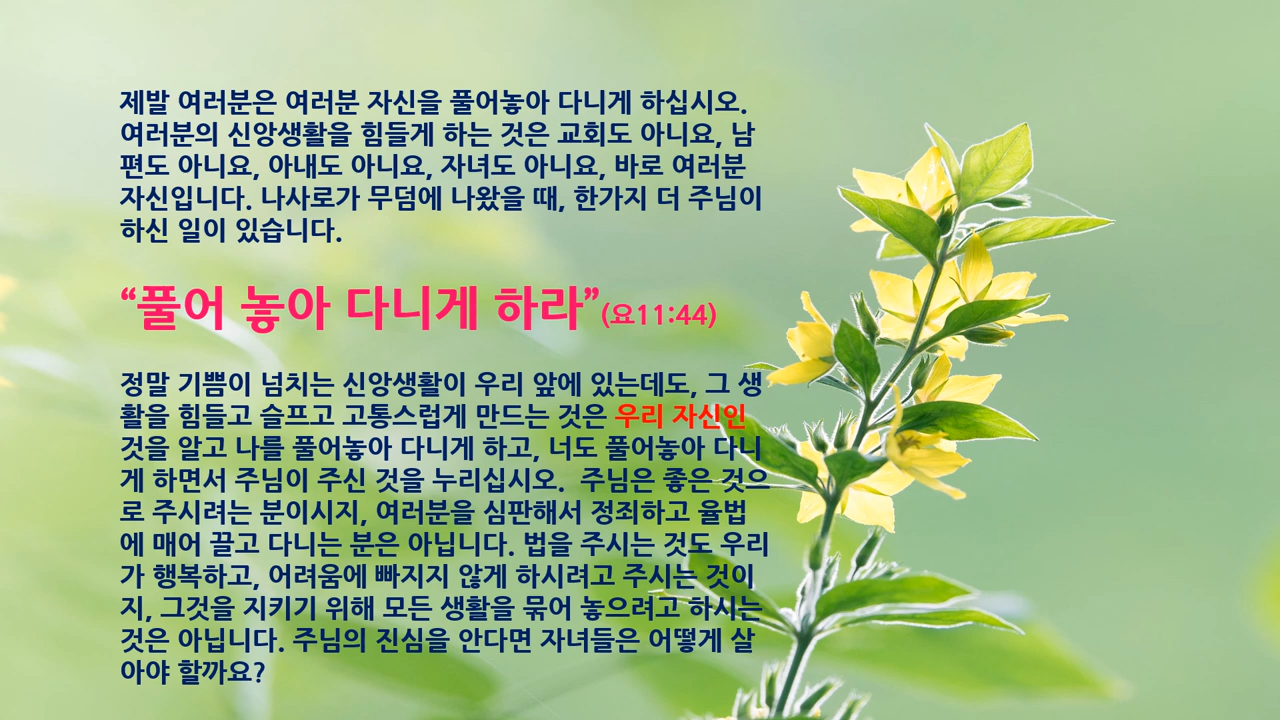 제발 여러분은 여러분 자신을 풀어놓아 다니게 하십시오.
여러분의 신앙생활을 힘들게 하는 것은 교회도 아니요, 남
편도 아니요, 아내도 아니요, 자녀도 아니요, 바로 여러분
자신입니다. 나사로가 무덤에 나왔을 때, 한가지 더 주님이
하신 일이 있습니다.
“풀어 놓아 다니게 하라”(요11:44)
정말 기쁨이 넘치는 신앙생활이 우리 앞에 있는데도, 그 생
활을 힘들고 슬프고 고통스럽게 만드는 것은 우리 자신인
것을 알고 나를 풀어놓아 다니게 하고, 너도 풀어놓아 다니
게 하면서 주님이 주신 것을 누리십시오.  주님은 좋은 것으
로 주시려는 분이시지, 여러분을 심판해서 정죄하고 율법
에 매어 끌고 다니는 분은 아닙니다. 법을 주시는 것도 우리
가 행복하고, 어려움에 빠지지 않게 하시려고 주시는 것이
지, 그것을 지키기 위해 모든 생활을 묶어 놓으려고 하시는
것은 아닙니다. 주님의 진심을 안다면 자녀들은 어떻게 살
아야 할까요?